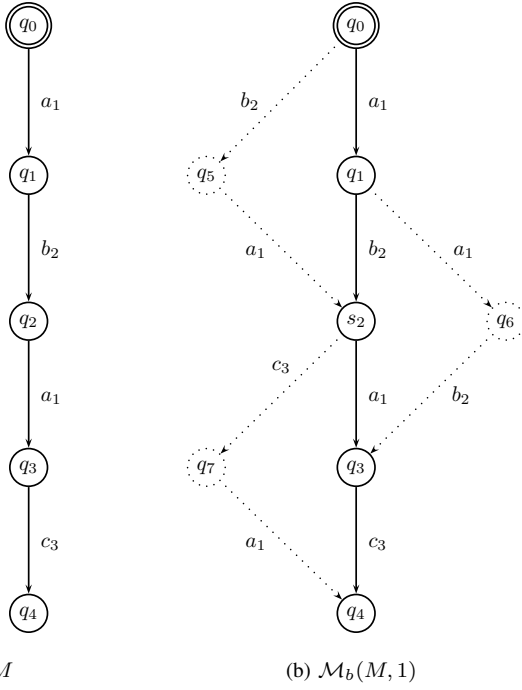 q₀ q₀
a₁ b₂ a₁
q₁ q₅ q₁
b₂ a₁ b₂ a₁
q₂ s₂ q₆
a₁ c₃ a₁ b₂
q₃ q₇ q₃
c₃ a₁ c₃
q₄ q₄
M (b) ℳ_b(M, 1)